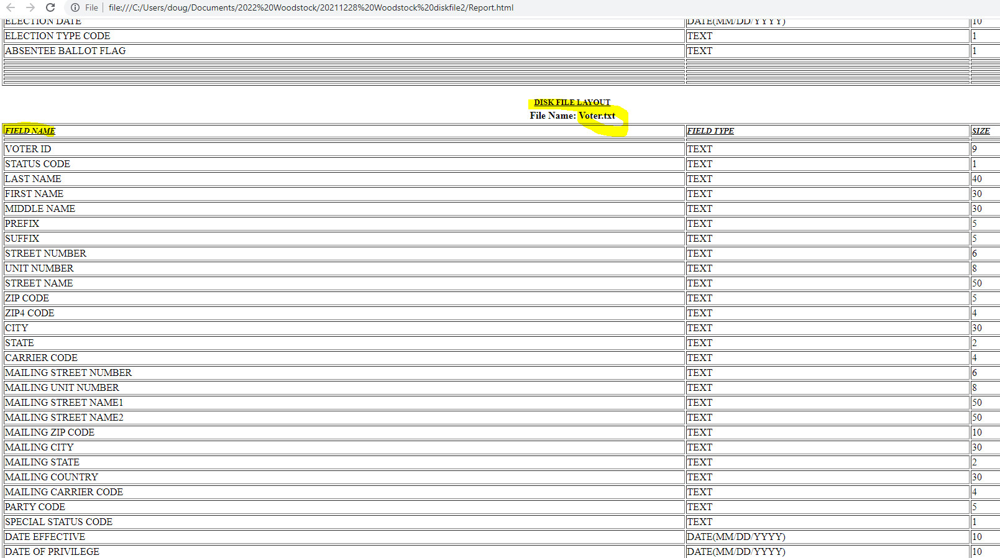 File file:///C:/Users/doug/Documents/2022%20Woodstock/20211228%20Woodstock%20diskfile2/Report.html
ELECTION DATE DATE(MM/DD/YYYY) 10
ELECTION TYPE CODE TEXT 1
ABSENTEE BALLOT FLAG TEXT 1
DISK FILE LAYOUT
File Name: Voter.txt
FIELD NAME FIELD TYPE SIZE
VOTER ID TEXT 9
STATUS CODE TEXT 1
LAST NAME TEXT 40
FIRST NAME TEXT 30
MIDDLE NAME TEXT 30
PREFIX TEXT 5
SUFFIX TEXT 5
STREET NUMBER TEXT 6
UNIT NUMBER TEXT 8
STREET NAME TEXT 50
ZIP CODE TEXT 5
ZIP4 CODE TEXT 4
CITY TEXT 30
STATE TEXT 2
CARRIER CODE TEXT 4
MAILING STREET NUMBER TEXT 6
MAILING UNIT NUMBER TEXT 8
MAILING STREET NAME1 TEXT 50
MAILING STREET NAME2 TEXT 50
MAILING ZIP CODE TEXT 10
MAILING CITY TEXT 30
MAILING STATE TEXT 2
MAILING COUNTRY TEXT 30
MAILING CARRIER CODE TEXT 4
PARTY CODE TEXT 5
SPECIAL STATUS CODE TEXT 1
DATE EFFECTIVE DATE(MM/DD/YYYY) 10
DATE OF PRIVILEGE DATE(MM/DD/YYYY) 10